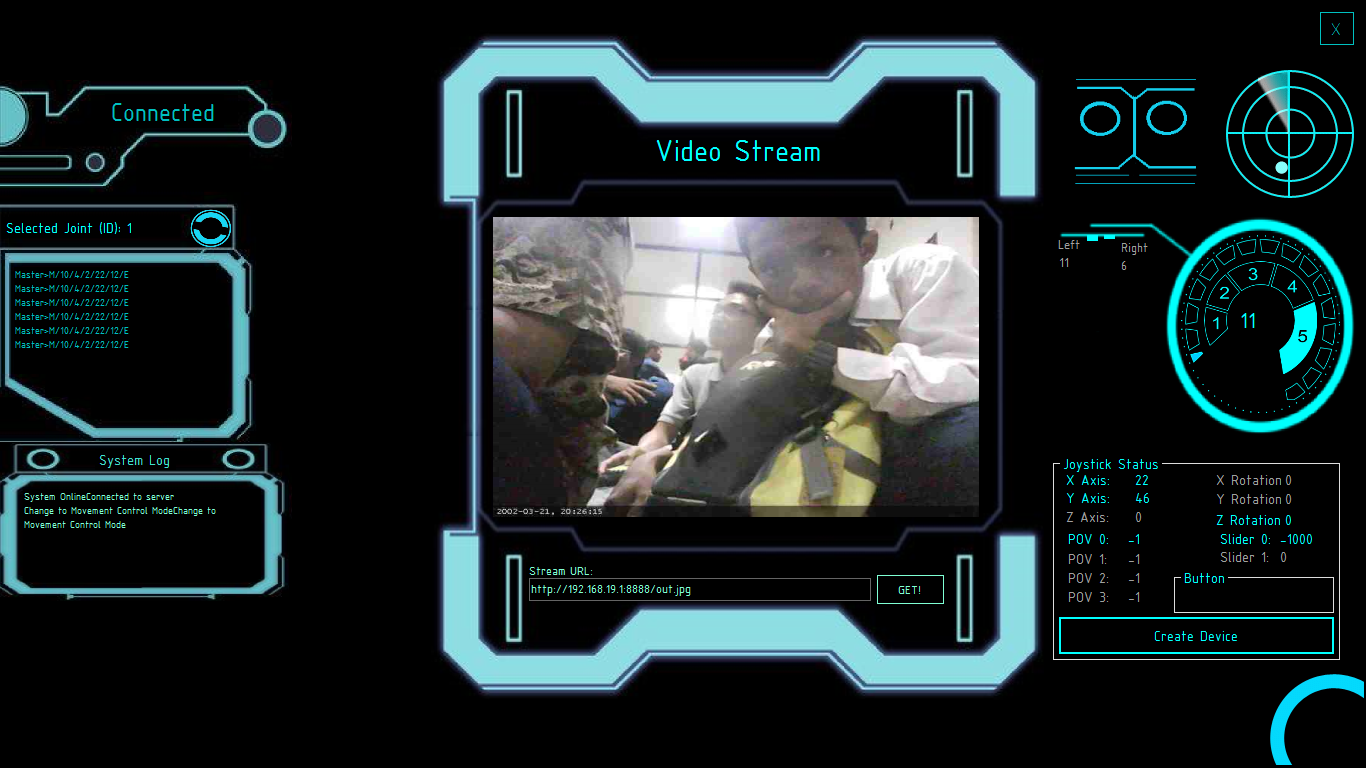 X
Connected
Selected Joint (ID): 1
Master>M/10/4/2/22/12/E
Master>M/10/4/2/22/12/E
Master>M/10/4/2/22/12/E
Master>M/10/4/2/22/12/E
Master>M/10/4/2/22/12/E
Master>M/10/4/2/22/12/E
System Log
System OnlineConnected to server
Change to Movement Control ModeChange to
Movement Control Mode
Video Stream
2002-03-21, 20:26:15
Stream URL:
http://192.168.19.1:8888/out.jpg
GET!
Left
11
Right
6
1
2
3
4
5
11
Joystick Status
X Axis: 22
Y Axis: 46
Z Axis: 0
POV 0: -1
POV 1: -1
POV 2: -1
POV 3: -1
X Rotation 0
Y Rotation 0
Z Rotation 0
Slider 0: -1000
Slider 1: 0
Button
Create Device